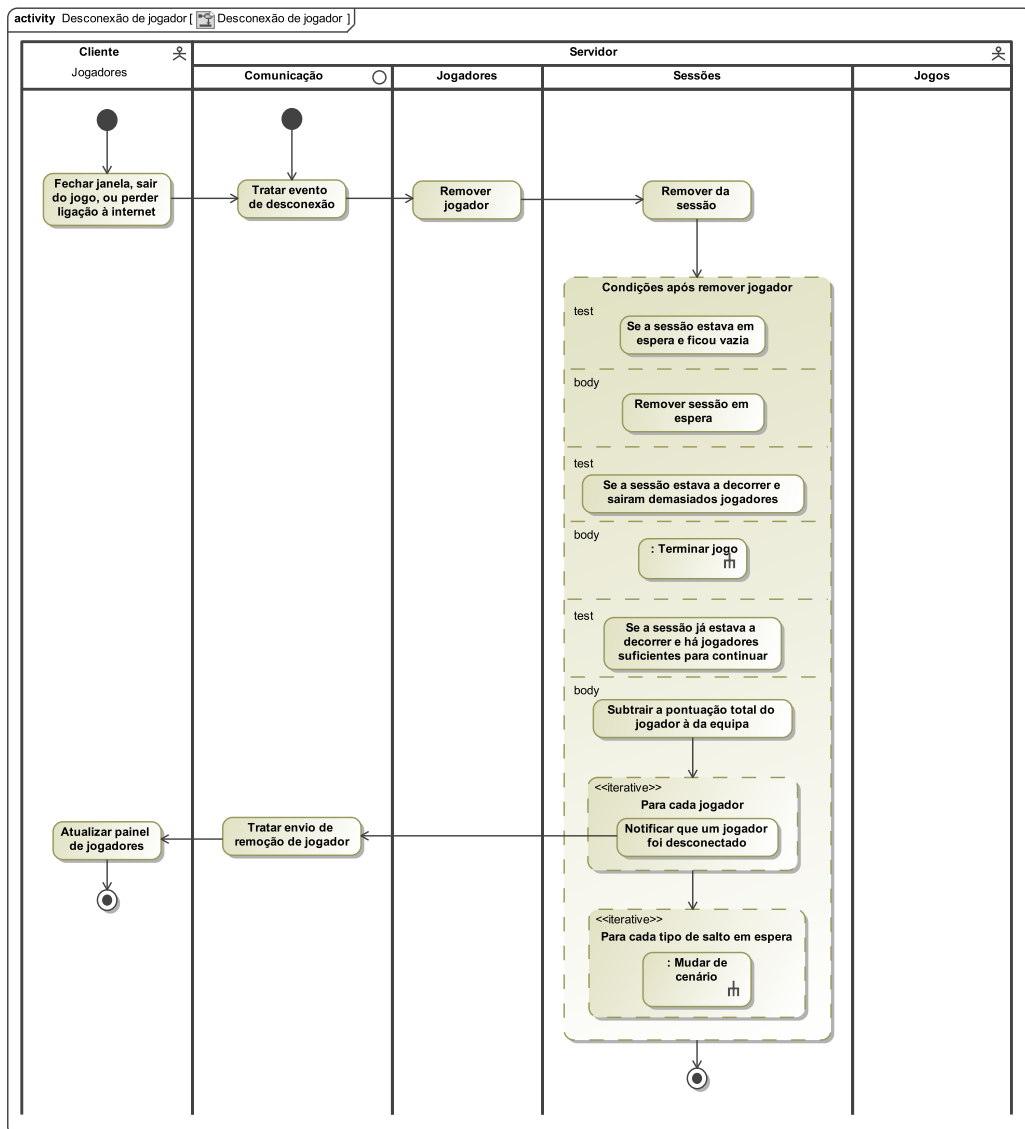 activity Desconexão de jogador [ Desconexão de jogador ]
Cliente
Jogadores
Servidor
Comunicação
Jogadores
Sessões
Jogos
Fechar janela, sair
do jogo, ou perder
ligação à internet
Tratar evento
de desconexão
Remover
jogador
Remover da
sessão
Condições após remover jogador
test
Se a sessão estava em
espera e ficou vazia
body
Remover sessão em
espera
test
Se a sessão estava a decorrer e
sairam demasiados jogadores
body
: Terminar jogo
test
Se a sessão já estava a
decorrer e há jogadores
suficientes para continuar
body
Subtrair a pontuação total do
jogador à da equipa
<<iterative>>
Para cada jogador
Notificar que um jogador
foi desconectado
Tratar envio de
remoção de jogador
Atualizar painel
de jogadores
<<iterative>>
Para cada tipo de salto em espera
: Mudar de
cenário